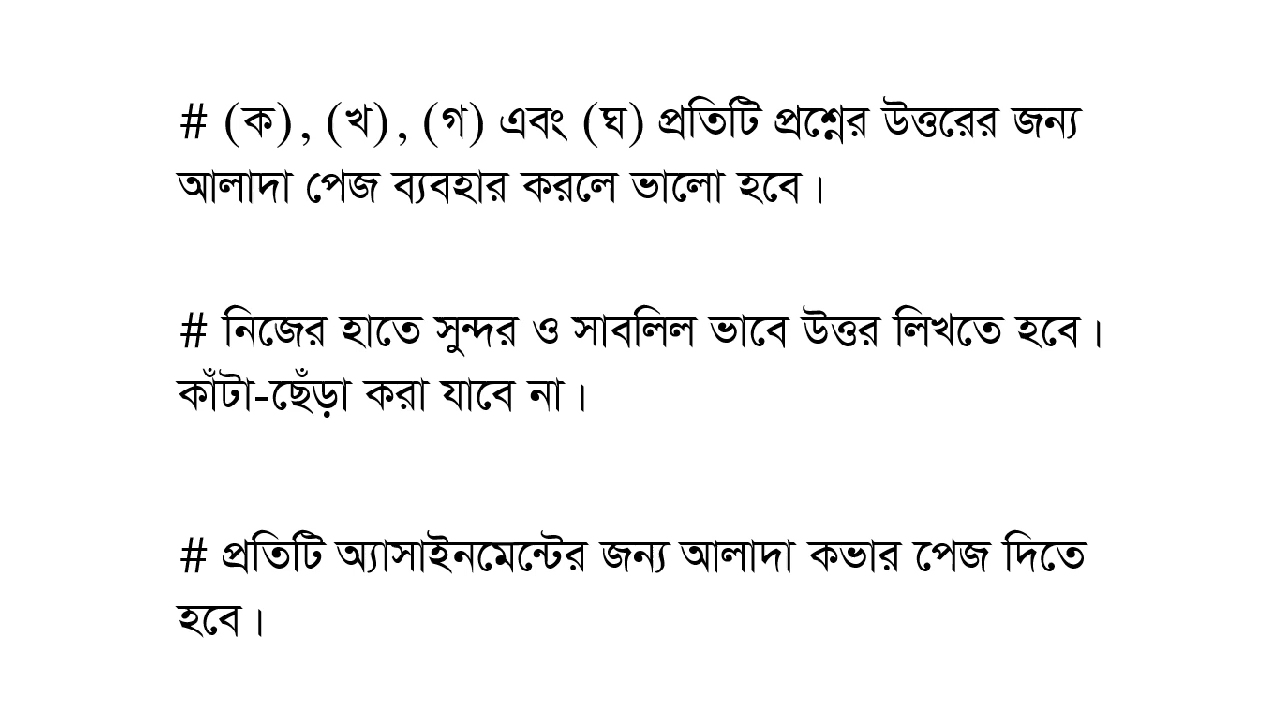 # (ক), (খ), (গ) এবং (ঘ) প্রতিটি প্রশ্নের উত্তরের জন্য
আলাদা পেজ ব্যবহার করলে ভালো হবে।
# নিজের হাতে সুন্দর ও সাবলিল ভাবে উত্তর লিখতে হবে।
কাঁটা-ছেঁড়া করা যাবে না।
# প্রতিটি অ্যাসাইনমেন্টের জন্য আলাদা কভার পেজ দিতে
হবে।